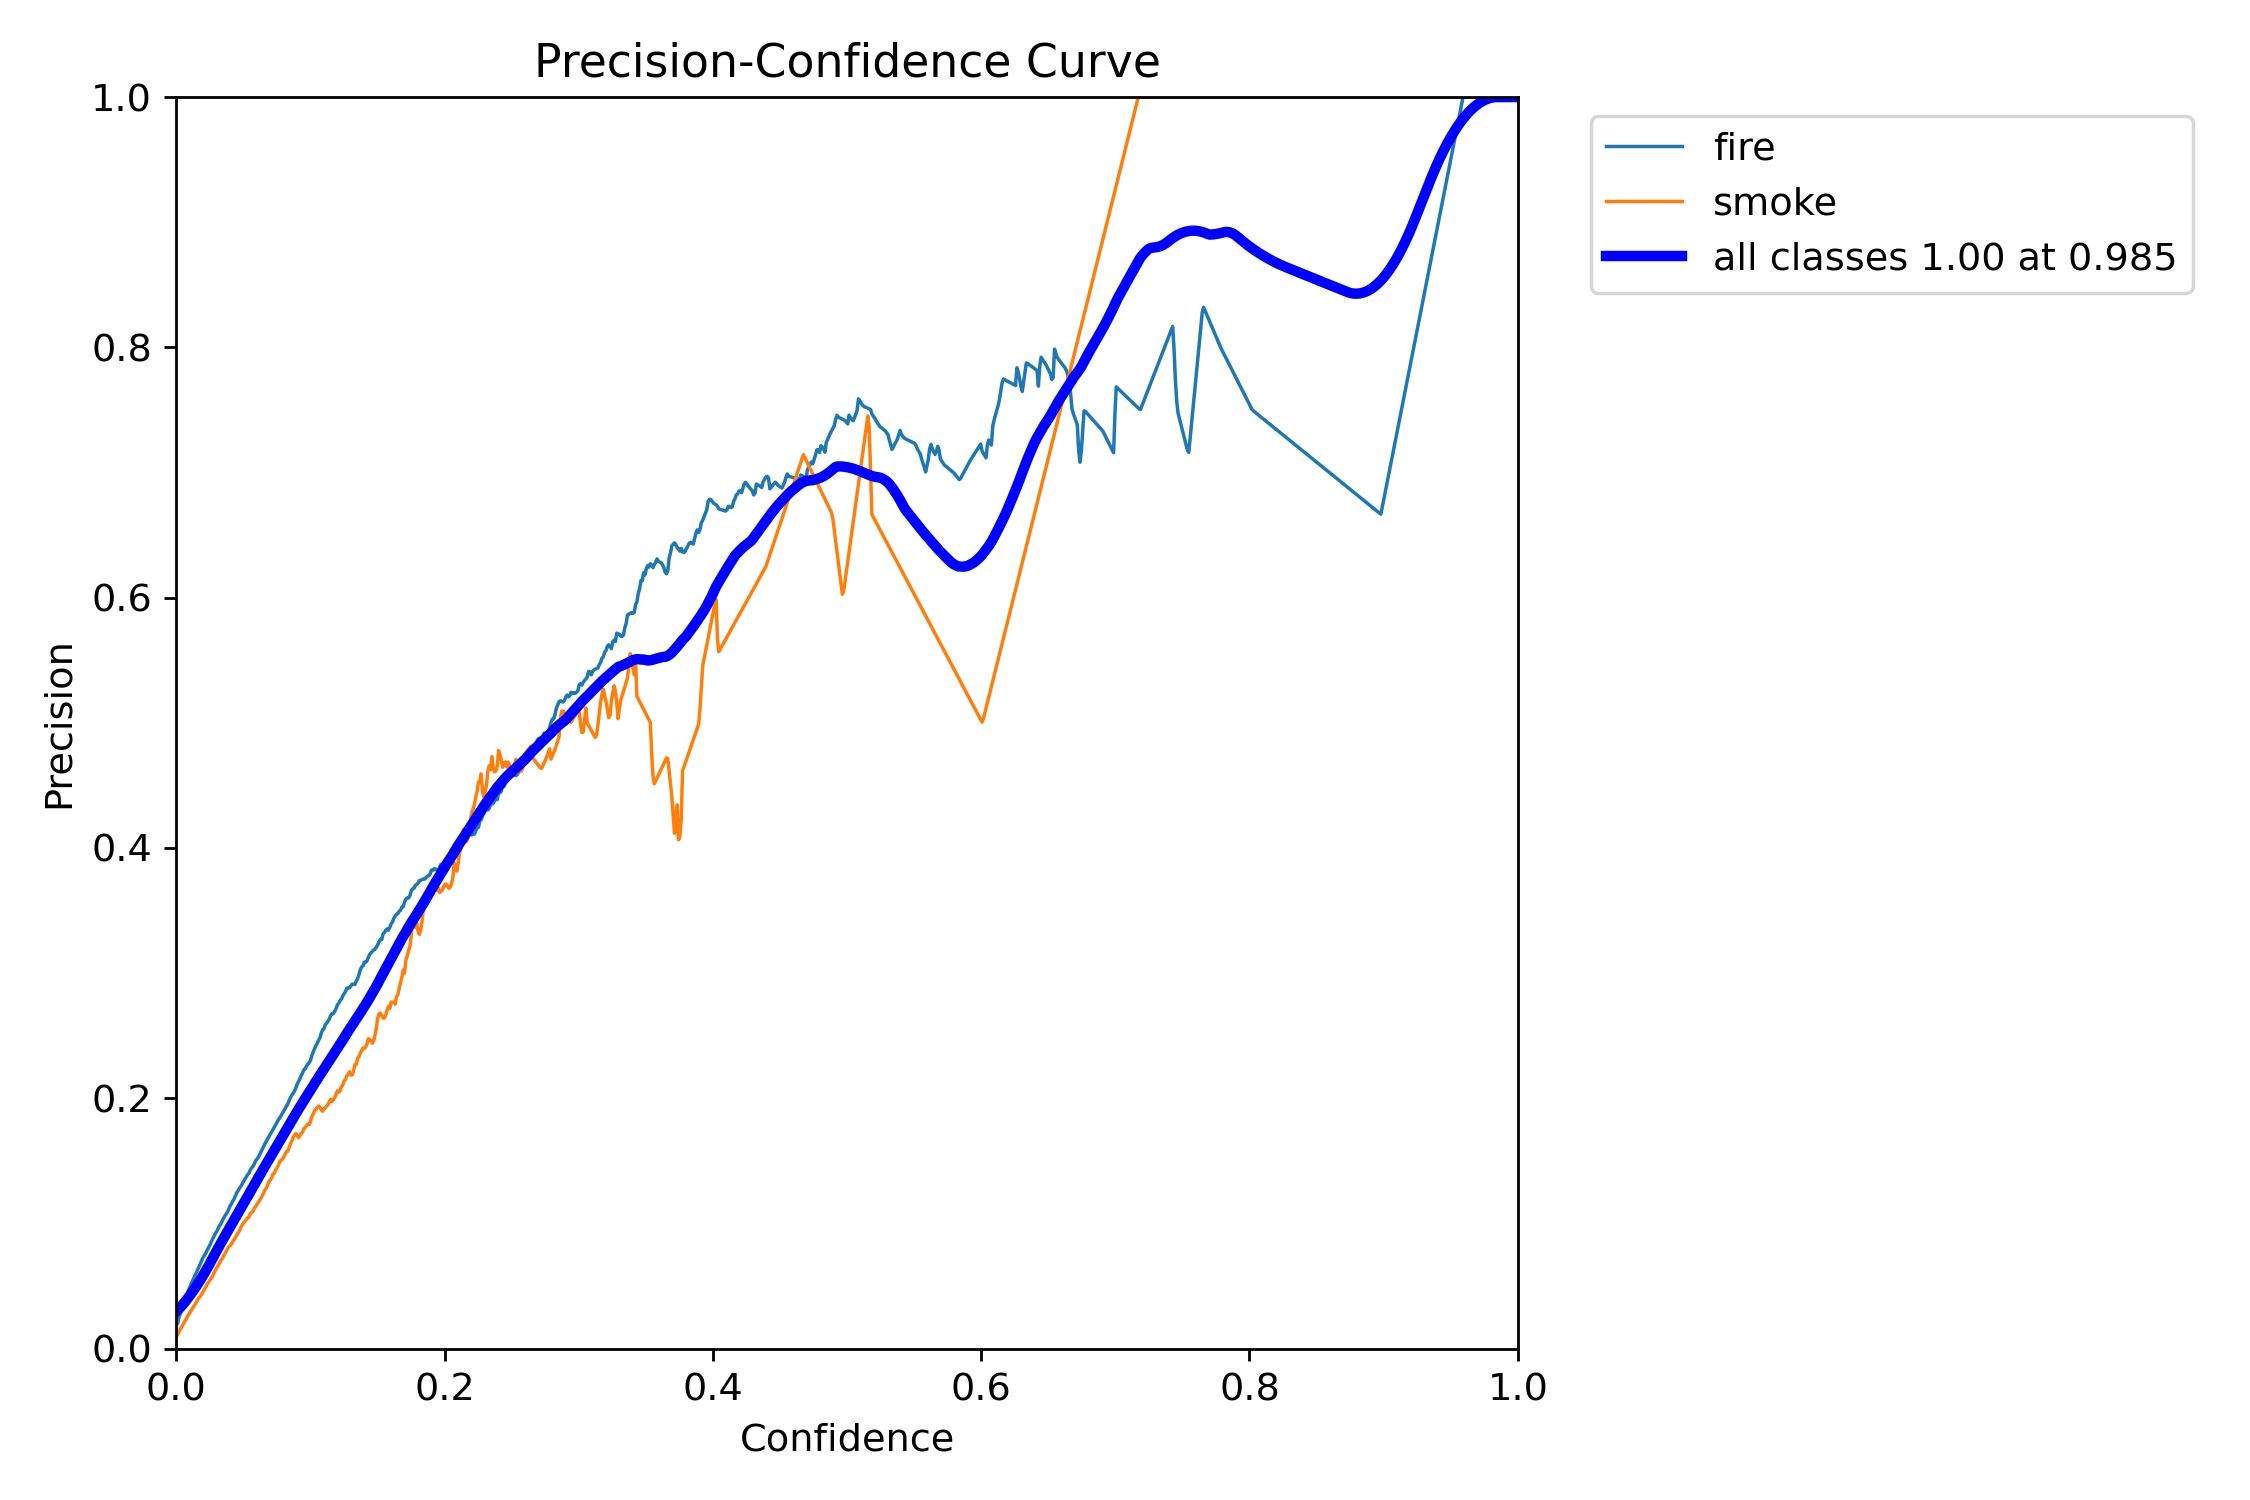 Precision-Confidence Curve
1.0
0.8
0.6
0.4
0.2
0.0
Precision
0.0 0.2 0.4 0.6 0.8 1.0
Confidence
fire
smoke
all classes 1.00 at 0.985